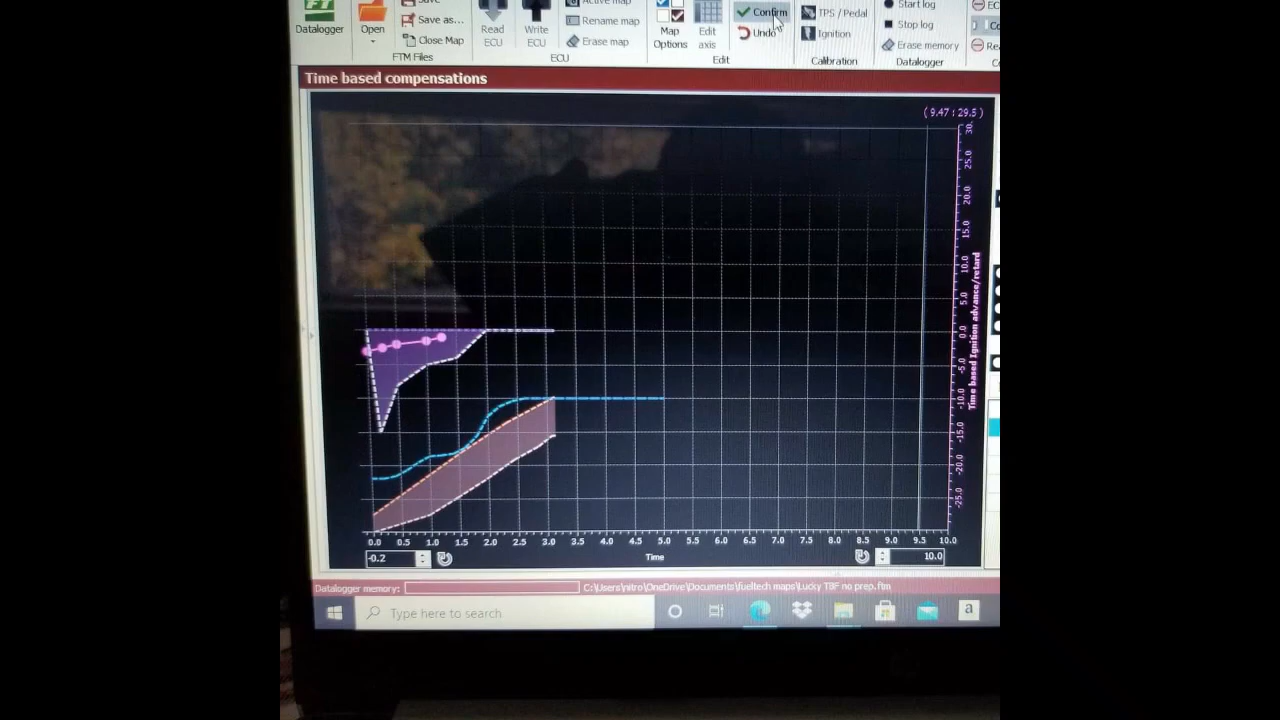 Save
Active map
Start log
FT
Datalogger
Open
Save as...
Close Map
FTM Files
Read ECU
Write ECU
Rename map
Erase map
ECU
Map Options
Edit axis
Confirm
Undo
Edit
TPS / Pedal
Ignition
Calibration
Stop log
Erase memory
Datalogger
Time based compensations
( 9.47 : 29.5 )
30.
25.0
20.0
15.0
10.0
5.0
0.0
-5.0
-10.0
-15.0
-20.0
-25.0
Time based Ignition advance/retard
0.0 0.5 1.0 1.5 2.0 2.5 3.0 3.5 4.0 4.5 5.0 5.5 6.0 6.5 7.0 7.5 8.0 8.5 9.0 9.5 10.0
-0.2
Time
10.0
Datalogger memory:
C:\Users\nitro\OneDrive\Documents\fueltech maps\Lucky TBF no prep.ftm
Type here to search
a